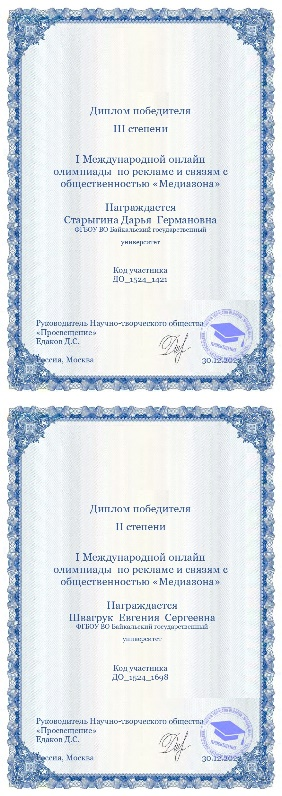 Диплом победителя
III степени
I Международной онлайн
олимпиады по рекламе и связям с
общественностью «Медиазона»
Награждается
Старыгина Дарья Германовна
ФГБОУ ВО Байкальский государственный
университет
Код участника
ДО_1524_1421
Руководитель Научно-творческого общества
«Просвещение»
Едаков Д.С.
Россия, Москва
30.12.2022
Диплом победителя
II степени
I Международной онлайн
олимпиады по рекламе и связям с
общественностью «Медиазона»
Награждается
Швагрук Евгения Сергеевна
ФГБОУ ВО Байкальский государственный
университет
Код участника
ДО_1524_1648
Руководитель Научно-творческого общества
«Просвещение»
Едаков Д.С.
Россия, Москва
30.12.2022